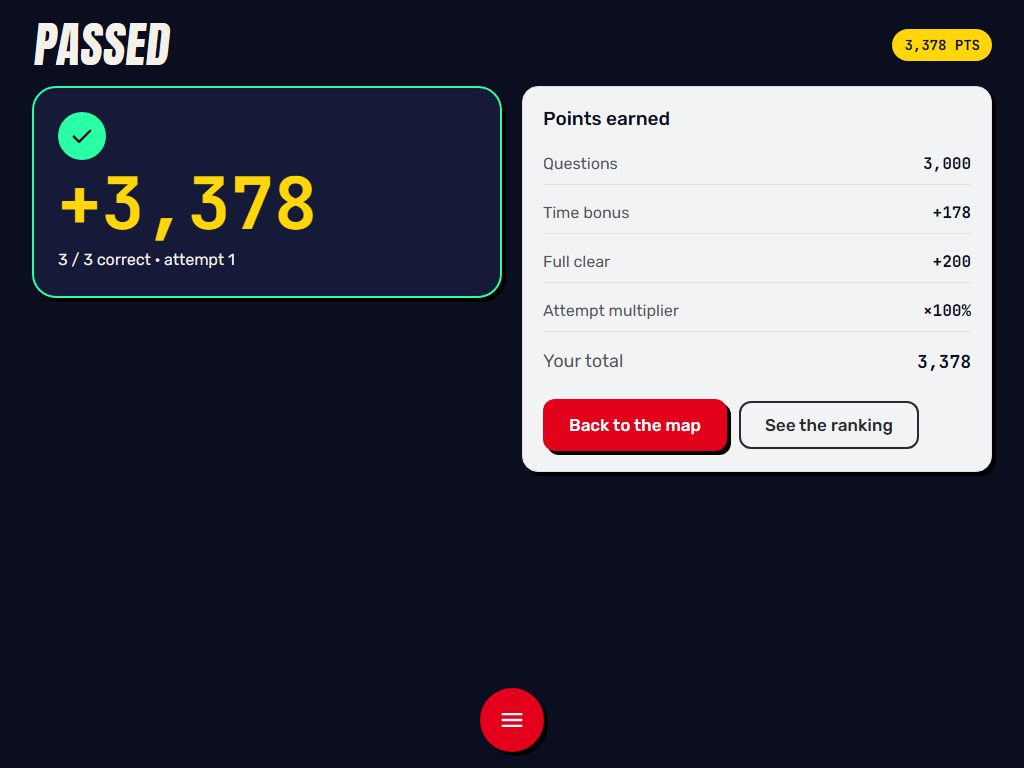 PASSED
3,378 PTS
+3,378
3 / 3 correct • attempt 1
Points earned
Questions 3,000
Time bonus +178
Full clear +200
Attempt multiplier ×100%
Your total 3,378
Back to the map
See the ranking